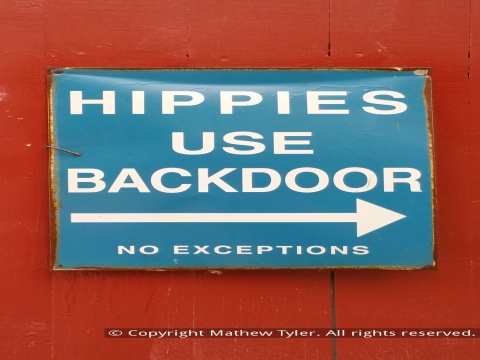 HIPPIES
USE
BACKDOOR
NO EXCEPTIONS
© Copyright Mathew Tyler. All rights reserved.